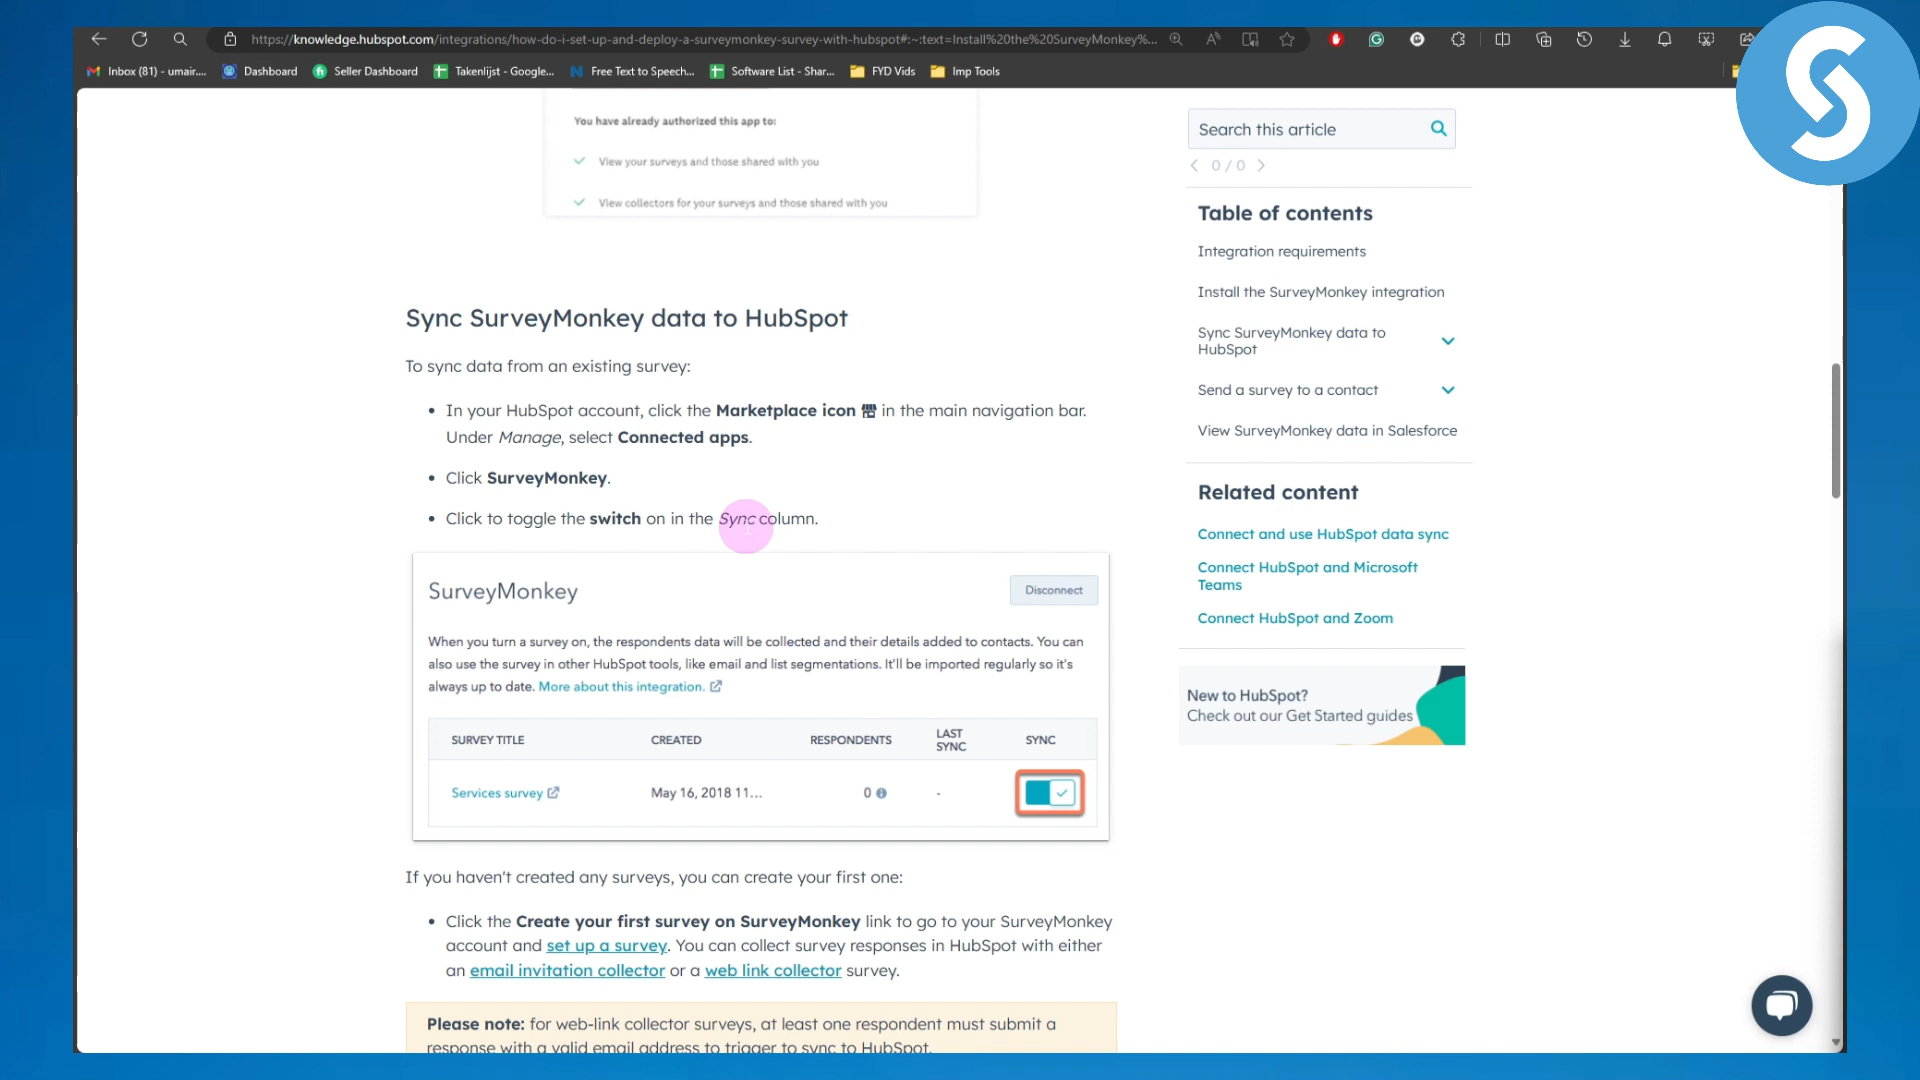 https://knowledge.hubspot.com/integrations/how-do-i-set-up-and-deploy-a-surveymonkey-survey-with-hubspot#:~:text=Install%20the%20SurveyMonkey%...
Inbox (81) - umair.... Dashboard Seller Dashboard Takenlijst - Google... Free Text to Speech... Software List - Shar... FYD Vids Imp Tools
You have already authorized this app to:
View your surveys and those shared with you
View collectors for your surveys and those shared with you
Sync SurveyMonkey data to HubSpot
To sync data from an existing survey:
• In your HubSpot account, click the Marketplace icon in the main navigation bar.
Under Manage, select Connected apps.
• Click SurveyMonkey.
• Click to toggle the switch on in the Sync column.
SurveyMonkey
Disconnect
When you turn a survey on, the respondents data will be collected and their details added to contacts. You can
also use the survey in other HubSpot tools, like email and list segmentations. It'll be imported regularly so it's
always up to date. More about this integration.
SURVEY TITLE CREATED RESPONDENTS LAST SYNC SYNC
Services survey May 16, 2018 11... 0 -
If you haven't created any surveys, you can create your first one:
• Click the Create your first survey on SurveyMonkey link to go to your SurveyMonkey
account and set up a survey. You can collect survey responses in HubSpot with either
an email invitation collector or a web link collector survey.
Please note: for web-link collector surveys, at least one respondent must submit a
response with a valid email address to trigger to sync to HubSpot.
Search this article
0 / 0
Table of contents
Integration requirements
Install the SurveyMonkey integration
Sync SurveyMonkey data to
HubSpot
Send a survey to a contact
View SurveyMonkey data in Salesforce
Related content
Connect and use HubSpot data sync
Connect HubSpot and Microsoft
Teams
Connect HubSpot and Zoom
New to HubSpot?
Check out our Get Started guides